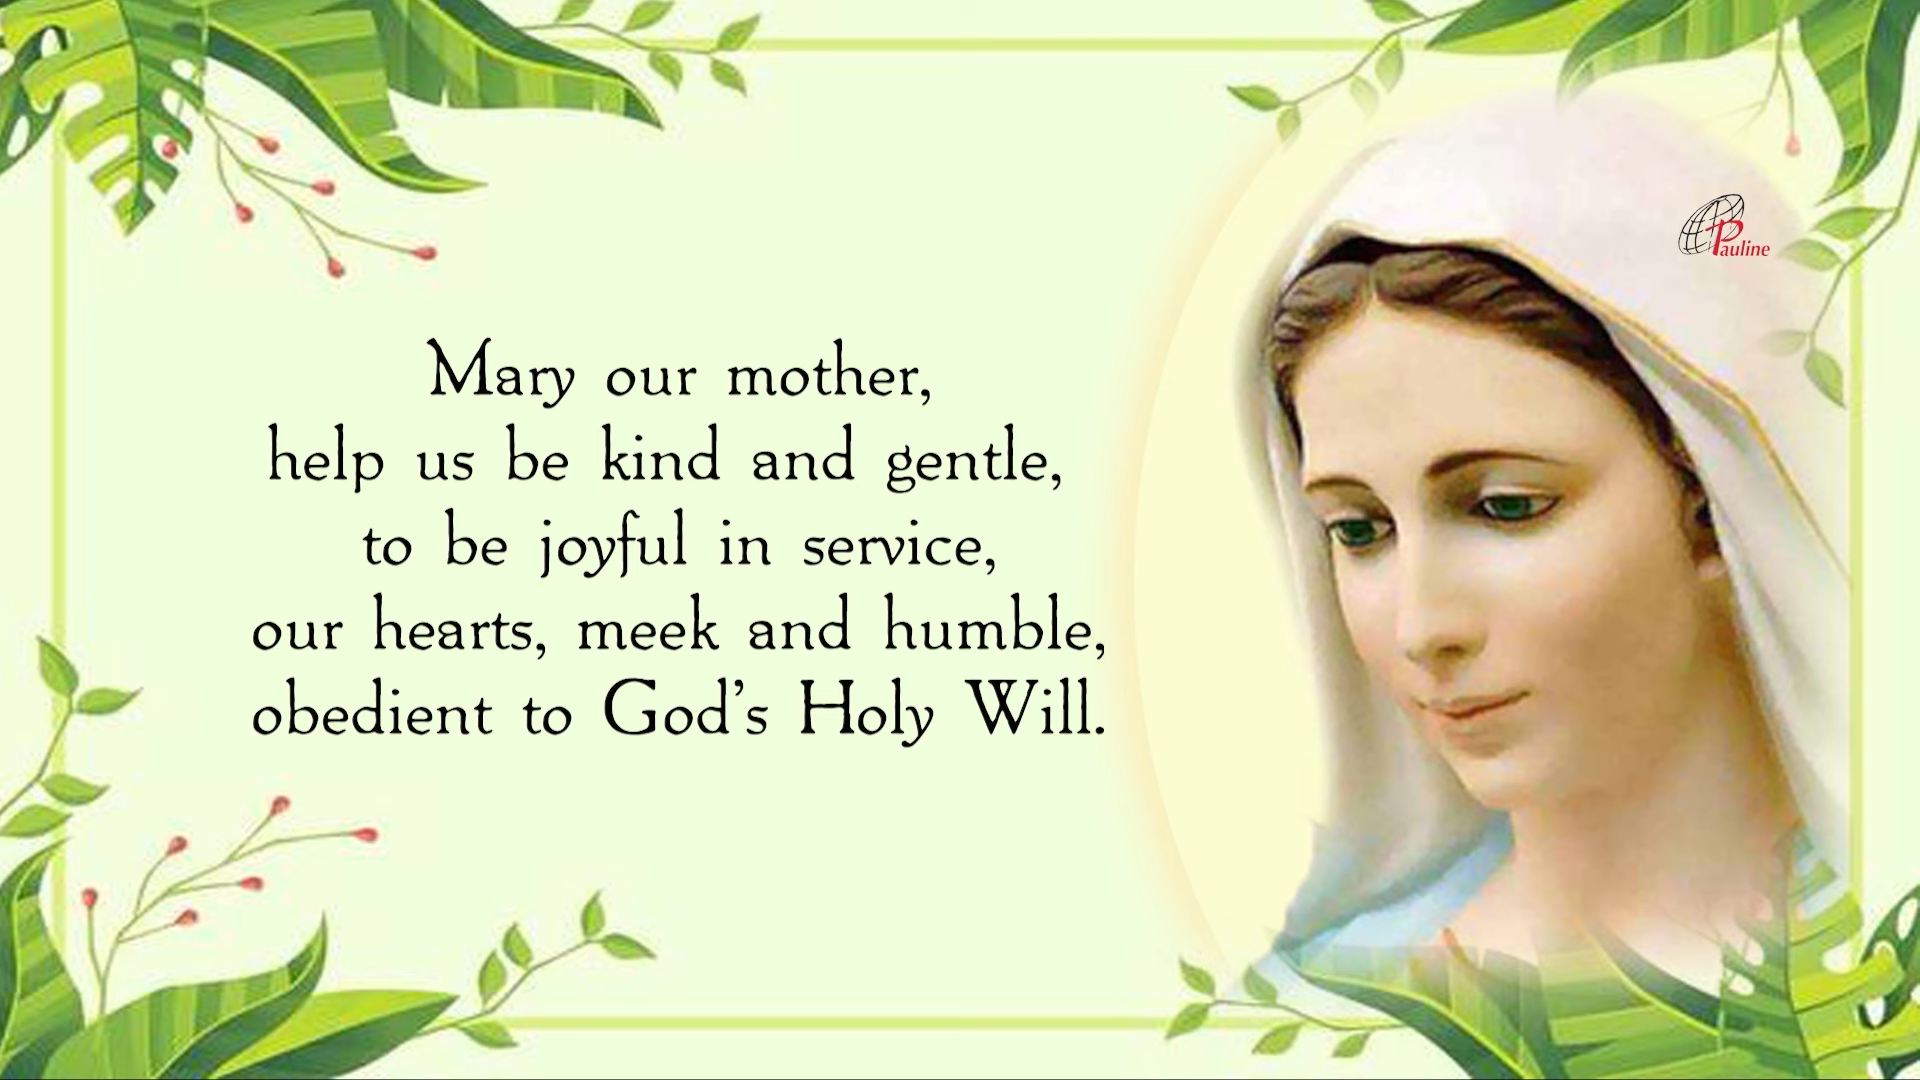 Mary our mother,
help us be kind and gentle,
to be joyful in service,
our hearts, meek and humble,
obedient to God's Holy Will.
Pauline